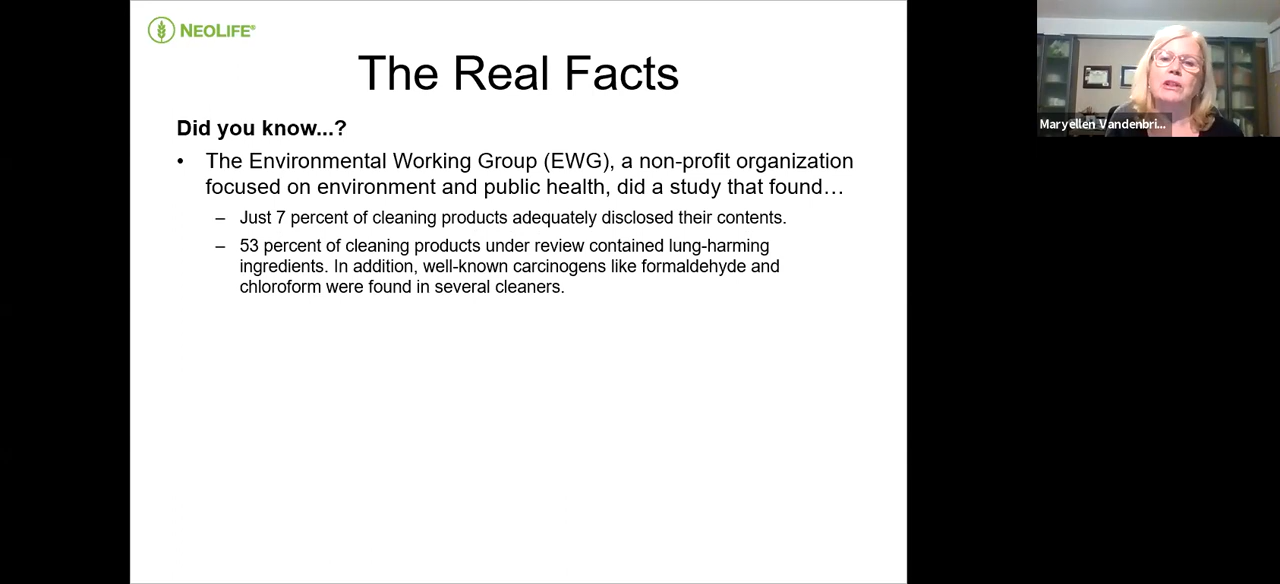 NEOLIFE®
The Real Facts
Did you know...?
• The Environmental Working Group (EWG), a non-profit organization
focused on environment and public health, did a study that found…
– Just 7 percent of cleaning products adequately disclosed their contents.
– 53 percent of cleaning products under review contained lung-harming
ingredients. In addition, well-known carcinogens like formaldehyde and
chloroform were found in several cleaners.
Maryellen Vandenbri...